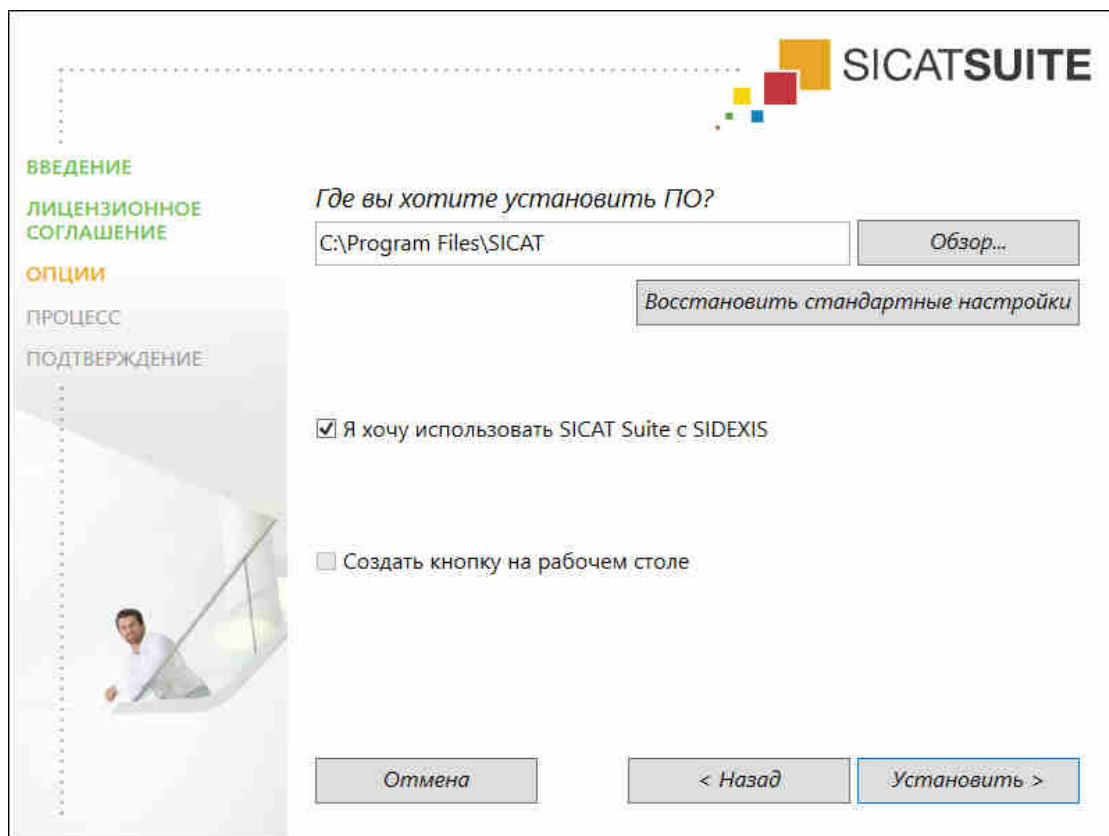 SICATSUITE
ВВЕДЕНИЕ
ЛИЦЕНЗИОННОЕ
СОГЛАШЕНИЕ
ОПЦИИ
ПРОЦЕСС
ПОДТВЕРЖДЕНИЕ
Где вы хотите установить ПО?
C:\Program Files\SICAT
Обзор...
Восстановить стандартные настройки
Я хочу использовать SICAT Suite с SIDEXIS
Создать кнопку на рабочем столе
Отмена
< Назад
Установить >